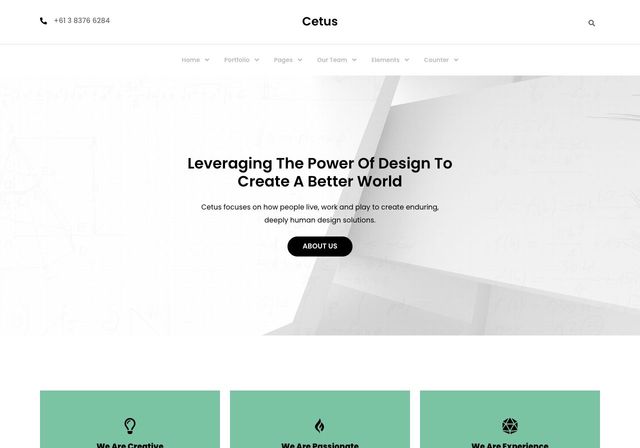 +61 3 8376 6284
Cetus
Home Portfolio Pages Our Team Elements Counter
Leveraging The Power Of Design To
Create A Better World
Cetus focuses on how people live, work and play to create enduring,
deeply human design solutions.
ABOUT US
We Are Creative
We Are Passionate
We Are Experience